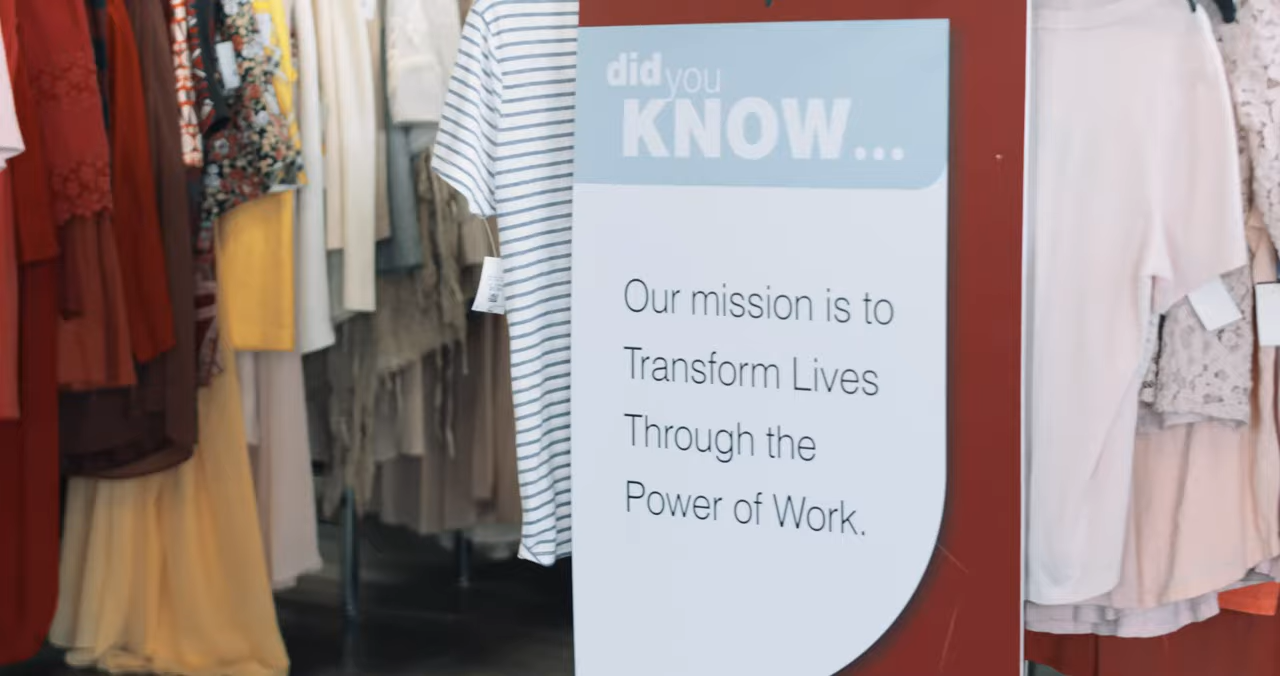 did you
KNOW...
Our mission is to
Transform Lives
Through the
Power of Work.